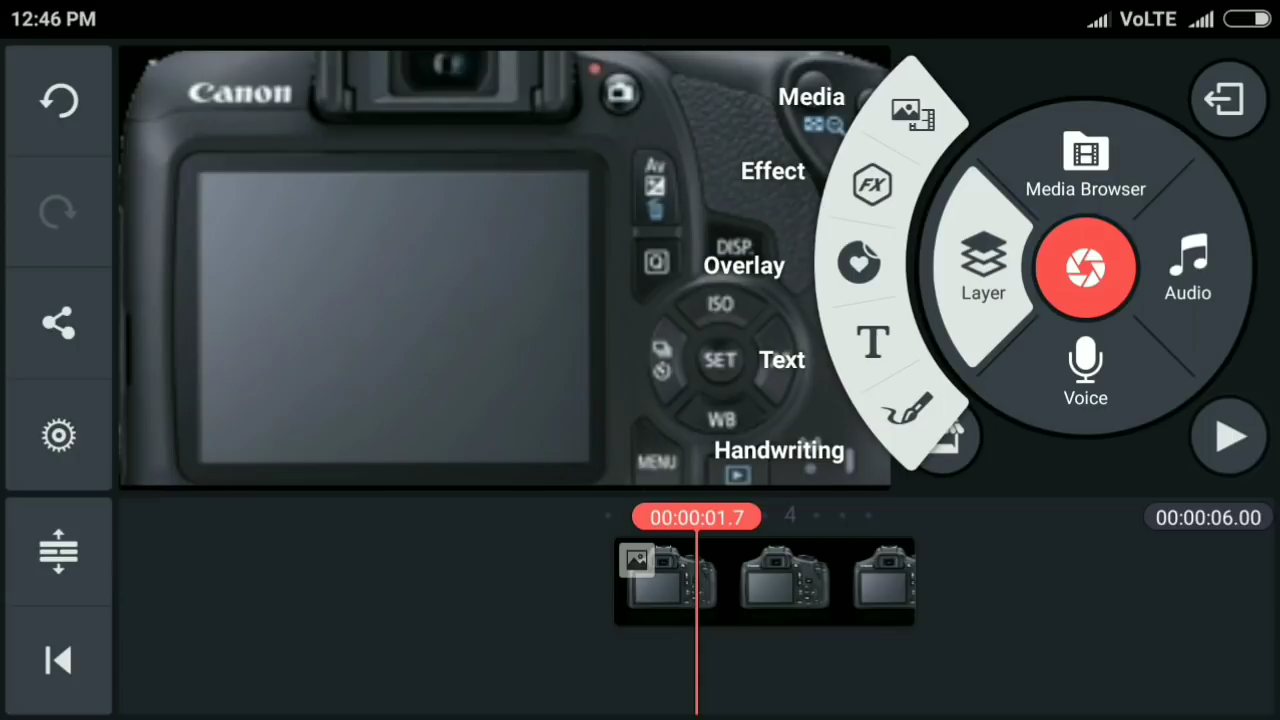 12:46 PM
VoLTE
Canon
Media
Effect
Overlay
Text
Handwriting
FX
T
Media Browser
Layer
Audio
Voice
Av
DISP.
Q
ISO
SET
WB
MENU
00:00:01.7
4
00:00:06.00